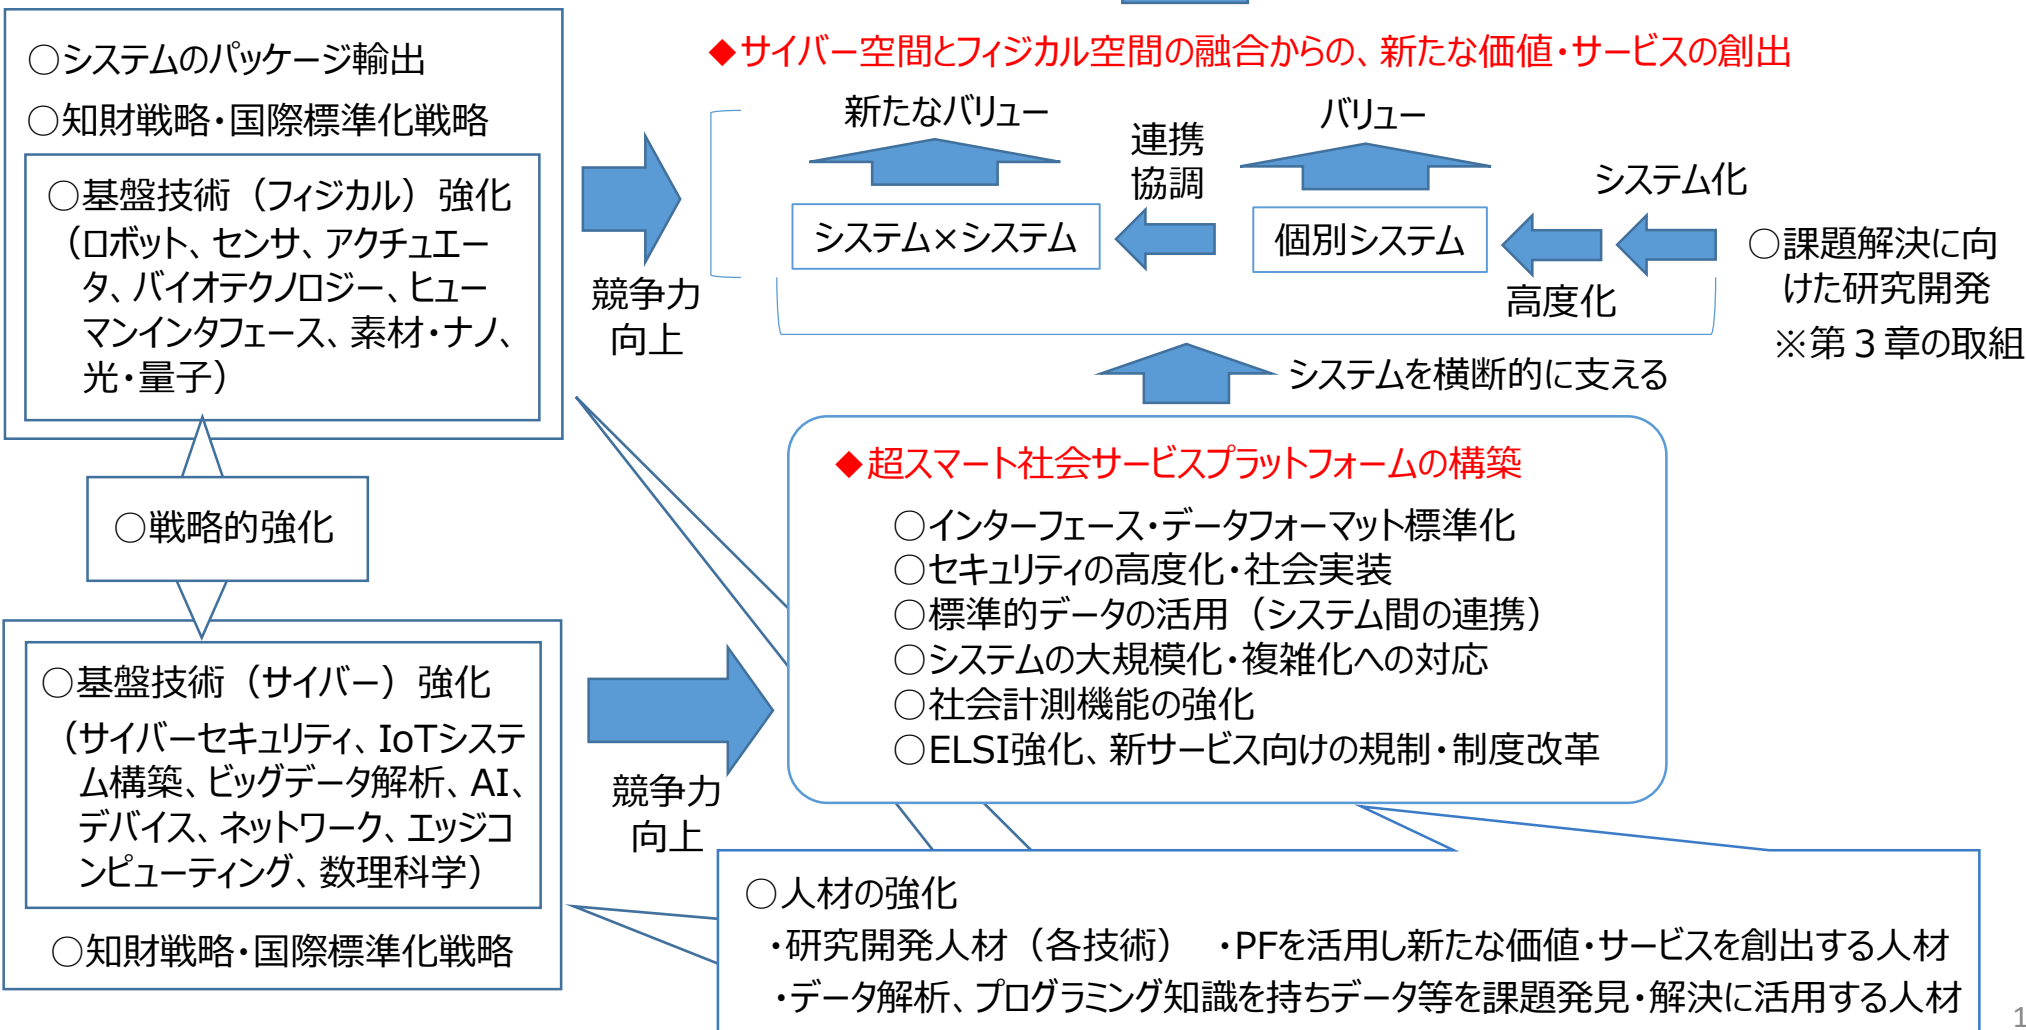 ○システムのパッケージ輸出
○知財戦略・国際標準化戦略
○基盤技術（フィジカル）強化
（ロボット、センサ、アクチュエー
タ、バイオテクノロジー、ヒュー
マンインタフェース、素材・ナノ、
光・量子）
○戦略的強化
○基盤技術（サイバー）強化
（サイバーセキュリティ、IoTシステ
ム構築、ビッグデータ解析、AI、
デバイス、ネットワーク、エッジコ
ンピューティング、数理科学）
○知財戦略・国際標準化戦略
競争力
向上
競争力
向上
◆サイバー空間とフィジカル空間の融合からの、新たな価値・サービスの創出
新たなバリュー
連携
協調
バリュー
システム化
システム×システム
個別システム
高度化
○課題解決に向
けた研究開発
※第３章の取組
システムを横断的に支える
◆超スマート社会サービスプラットフォームの構築
○インターフェース・データフォーマット標準化
○セキュリティの高度化・社会実装
○標準的データの活用（システム間の連携）
○システムの大規模化・複雑化への対応
○社会計測機能の強化
○ELSI強化、新サービス向けの規制・制度改革
○人材の強化
・研究開発人材（各技術）　・PFを活用し新たな価値・サービスを創出する人材
・データ解析、プログラミング知識を持ちデータ等を課題発見・解決に活用する人材
1